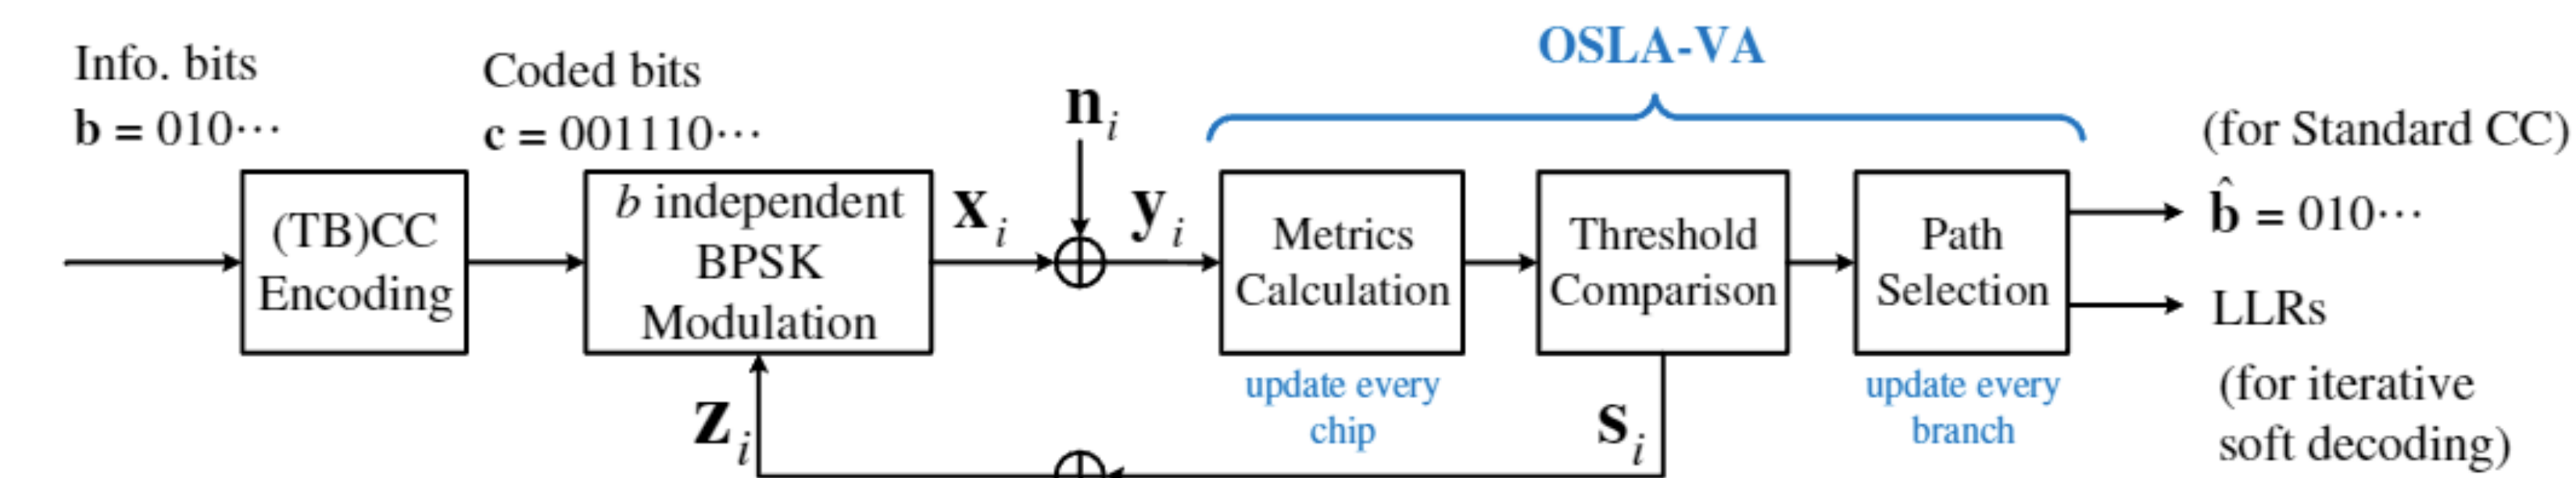 OSLA-VA
Info. bits
b = 010···
Coded bits
c = 001110···
n_i
(for Standard CC)
(TB)CC
Encoding
b independent
BPSK
Modulation
x_i
y_i
Metrics
Calculation
Threshold
Comparison
Path
Selection
b̂ = 010···
LLRs
update every
chip
update every
branch
(for iterative
soft decoding)
z_i
s_i